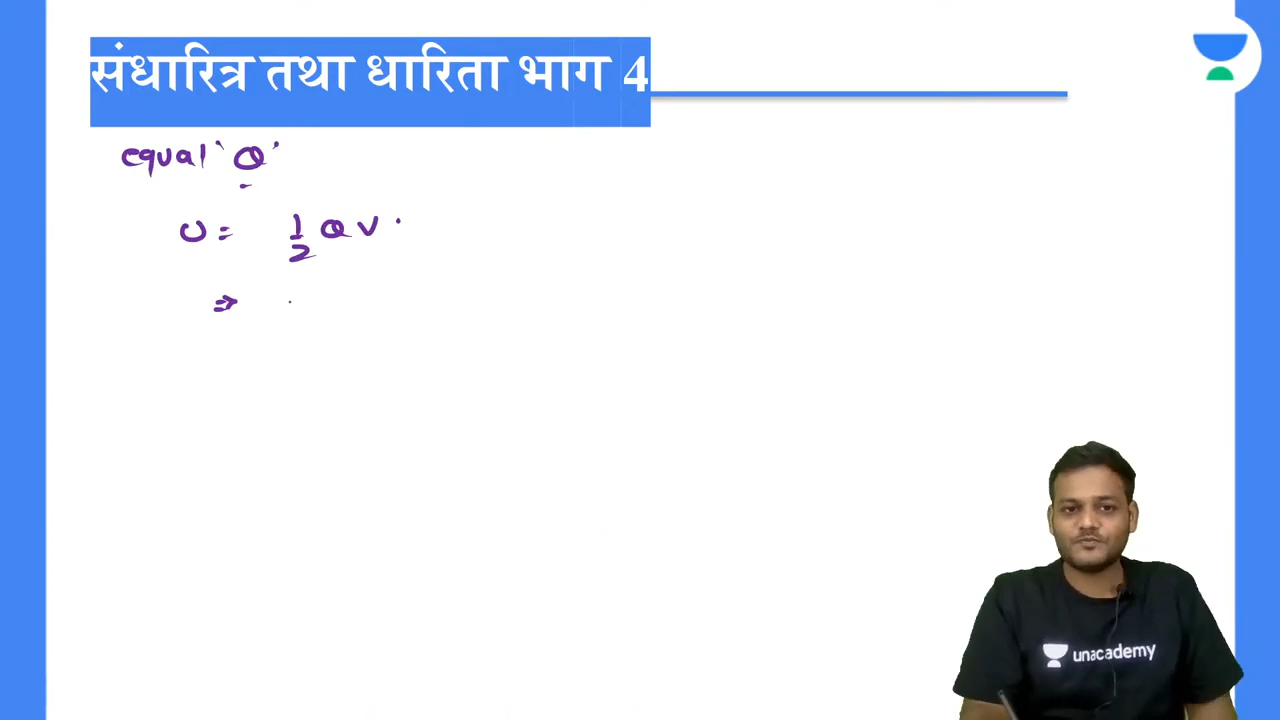 संधारित्र तथा धारिता भाग 4
equal 'Q'
U = 1/2 QV.
⇒
unacademy